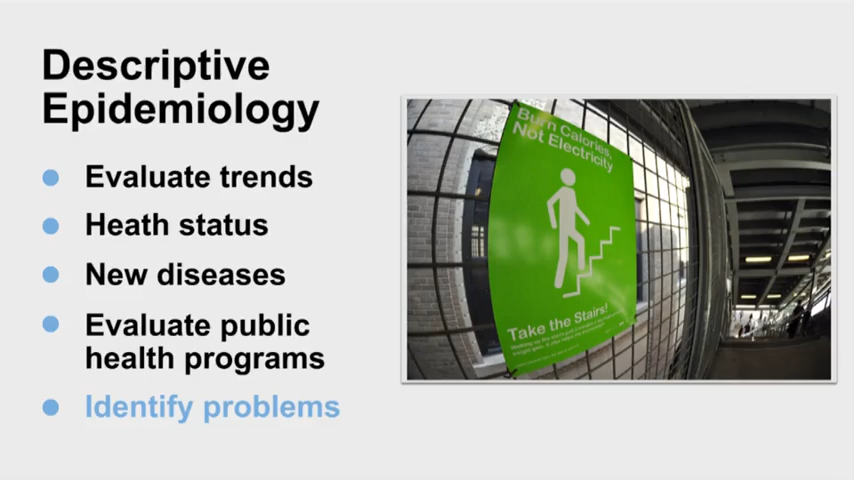 Descriptive
Epidemiology
Evaluate trends
Heath status
New diseases
Evaluate public
health programs
Identify problems
Burn Calories,
Not Electricity
Take the Stairs!